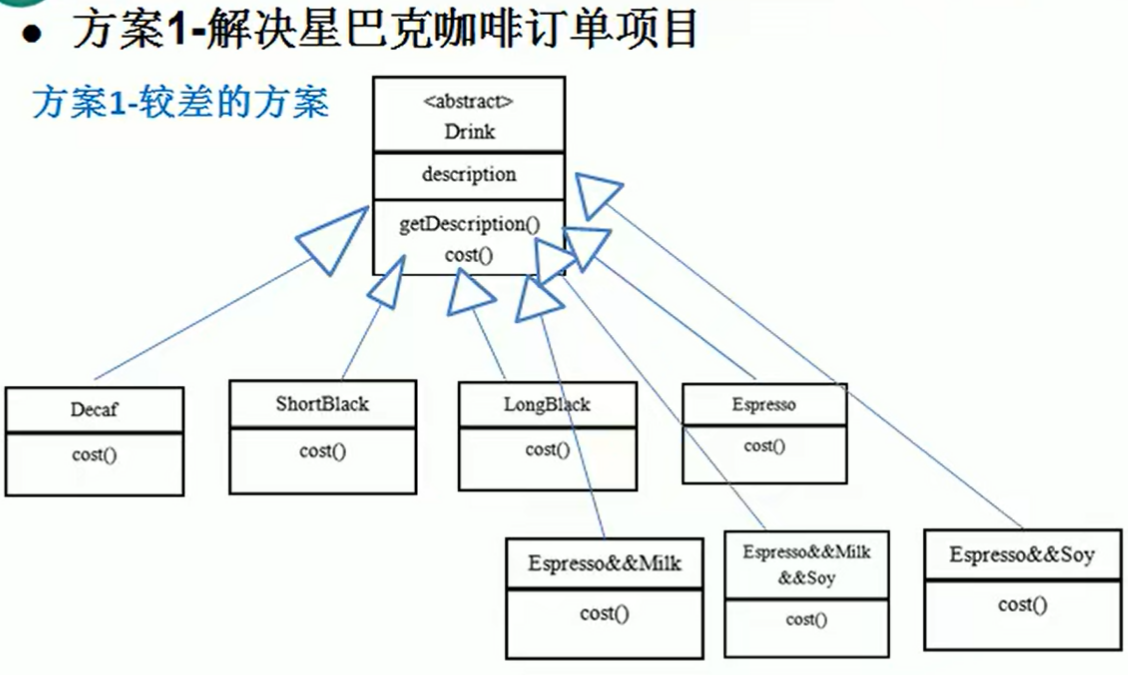 ● 方案1-解决星巴克咖啡订单项目
方案1-较差的方案
<abstract>
Drink
description
getDescription()
cost()
Decaf
cost()
ShortBlack
cost()
LongBlack
cost()
Espresso
cost()
Espresso&&Milk
cost()
Espresso&&Milk
&&Soy
cost()
Espresso&&Soy
cost()